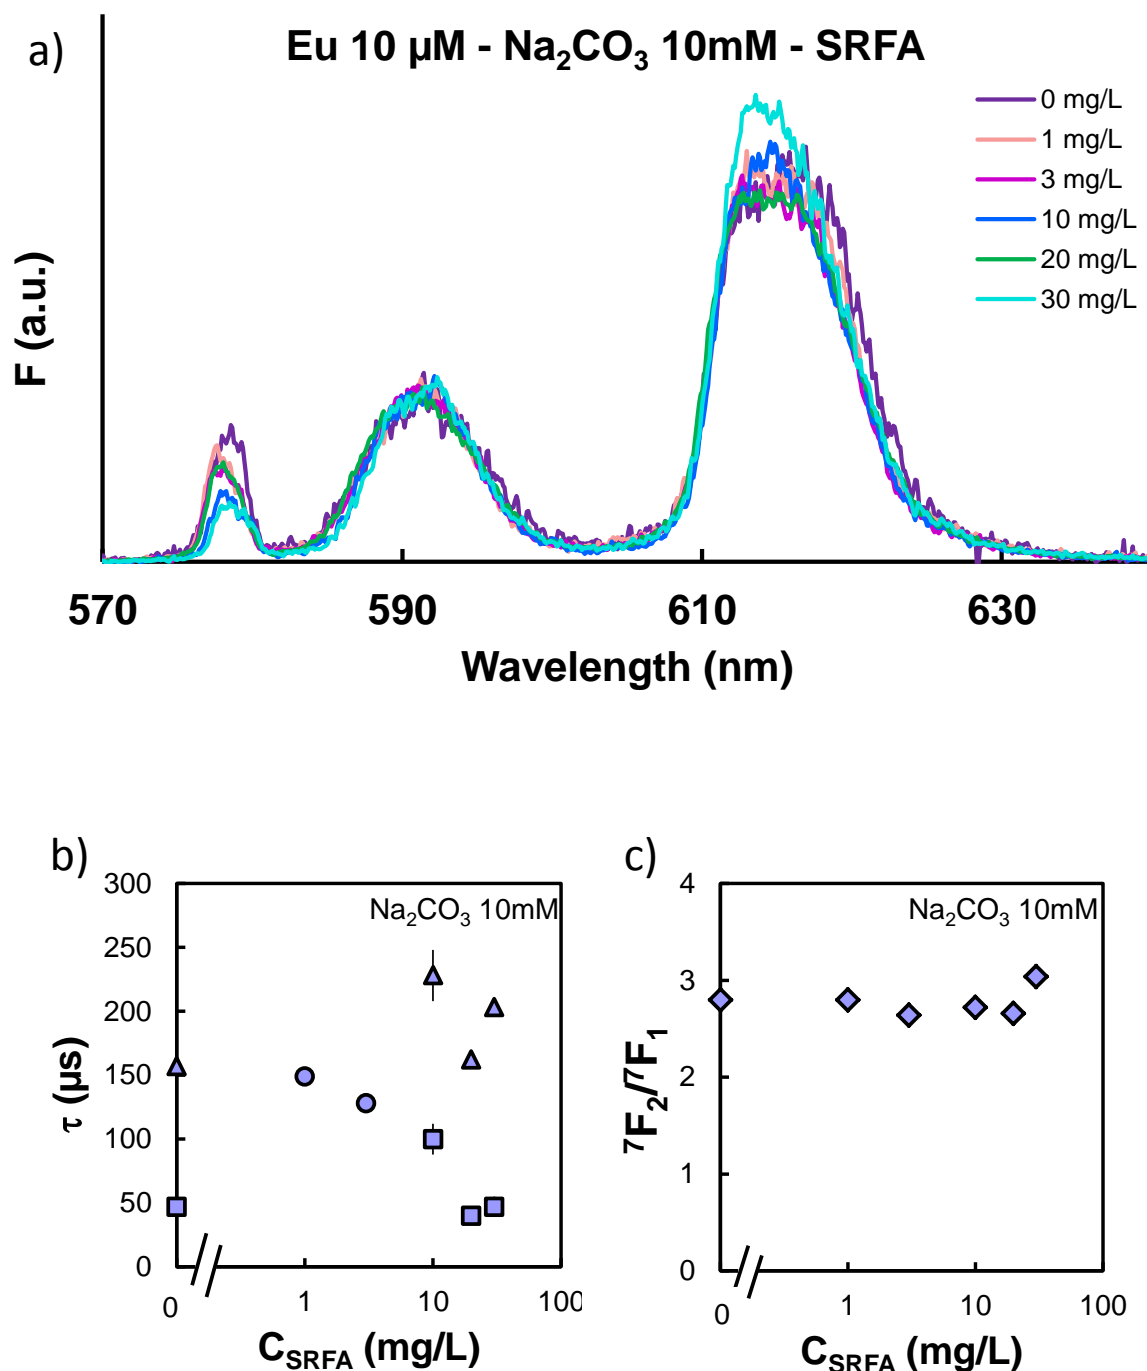 a)
Eu 10 µM - Na₂CO₃ 10mM - SRFA
0 mg/L
1 mg/L
3 mg/L
10 mg/L
20 mg/L
30 mg/L
F (a.u.)
570 590 610 630
Wavelength (nm)
b)
Na₂CO₃ 10mM
300
250
200
150
100
50
0
τ (µs)
0 1 10 100
C_SRFA (mg/L)
c)
Na₂CO₃ 10mM
4
3
2
1
0
⁷F₂/⁷F₁
0 1 10 100
C_SRFA (mg/L)